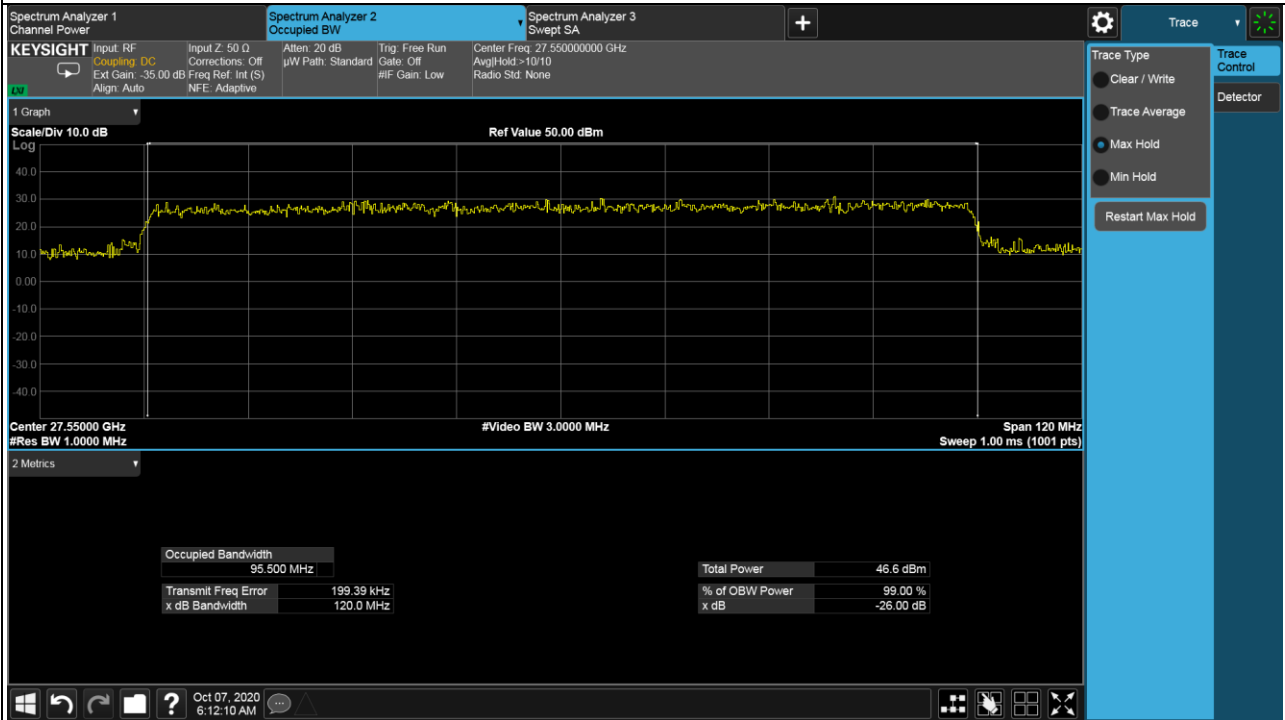 Spectrum Analyzer 1
Channel Power
Spectrum Analyzer 2
Occupied BW
Spectrum Analyzer 3
Swept SA
Trace
KEYSIGHT
Input: RF
Coupling: DC
Ext Gain: -35.00 dB
Align: Auto
Input Z: 50 Ω
Corrections: Off
Freq Ref: Int (S)
NFE: Adaptive
Atten: 20 dB
µW Path: Standard
Trig: Free Run
Gate: Off
#IF Gain: Low
Center Freq: 27.550000000 GHz
Avg|Hold:>10/10
Radio Std: None
LXI
1 Graph
Scale/Div 10.0 dB
Ref Value 50.00 dBm
Log
40.0
30.0
20.0
10.0
0.00
-10.0
-20.0
-30.0
-40.0
Center 27.55000 GHz
#Video BW 3.0000 MHz
Span 120 MHz
#Res BW 1.0000 MHz
Sweep 1.00 ms (1001 pts)
2 Metrics
Occupied Bandwidth
95.500 MHz
Transmit Freq Error 199.39 kHz
x dB Bandwidth 120.0 MHz
Total Power 46.6 dBm
% of OBW Power 99.00 %
x dB -26.00 dB
Trace Type
Clear / Write
Trace Average
Max Hold
Min Hold
Restart Max Hold
Trace
Control
Detector
?
Oct 07, 2020
6:12:10 AM